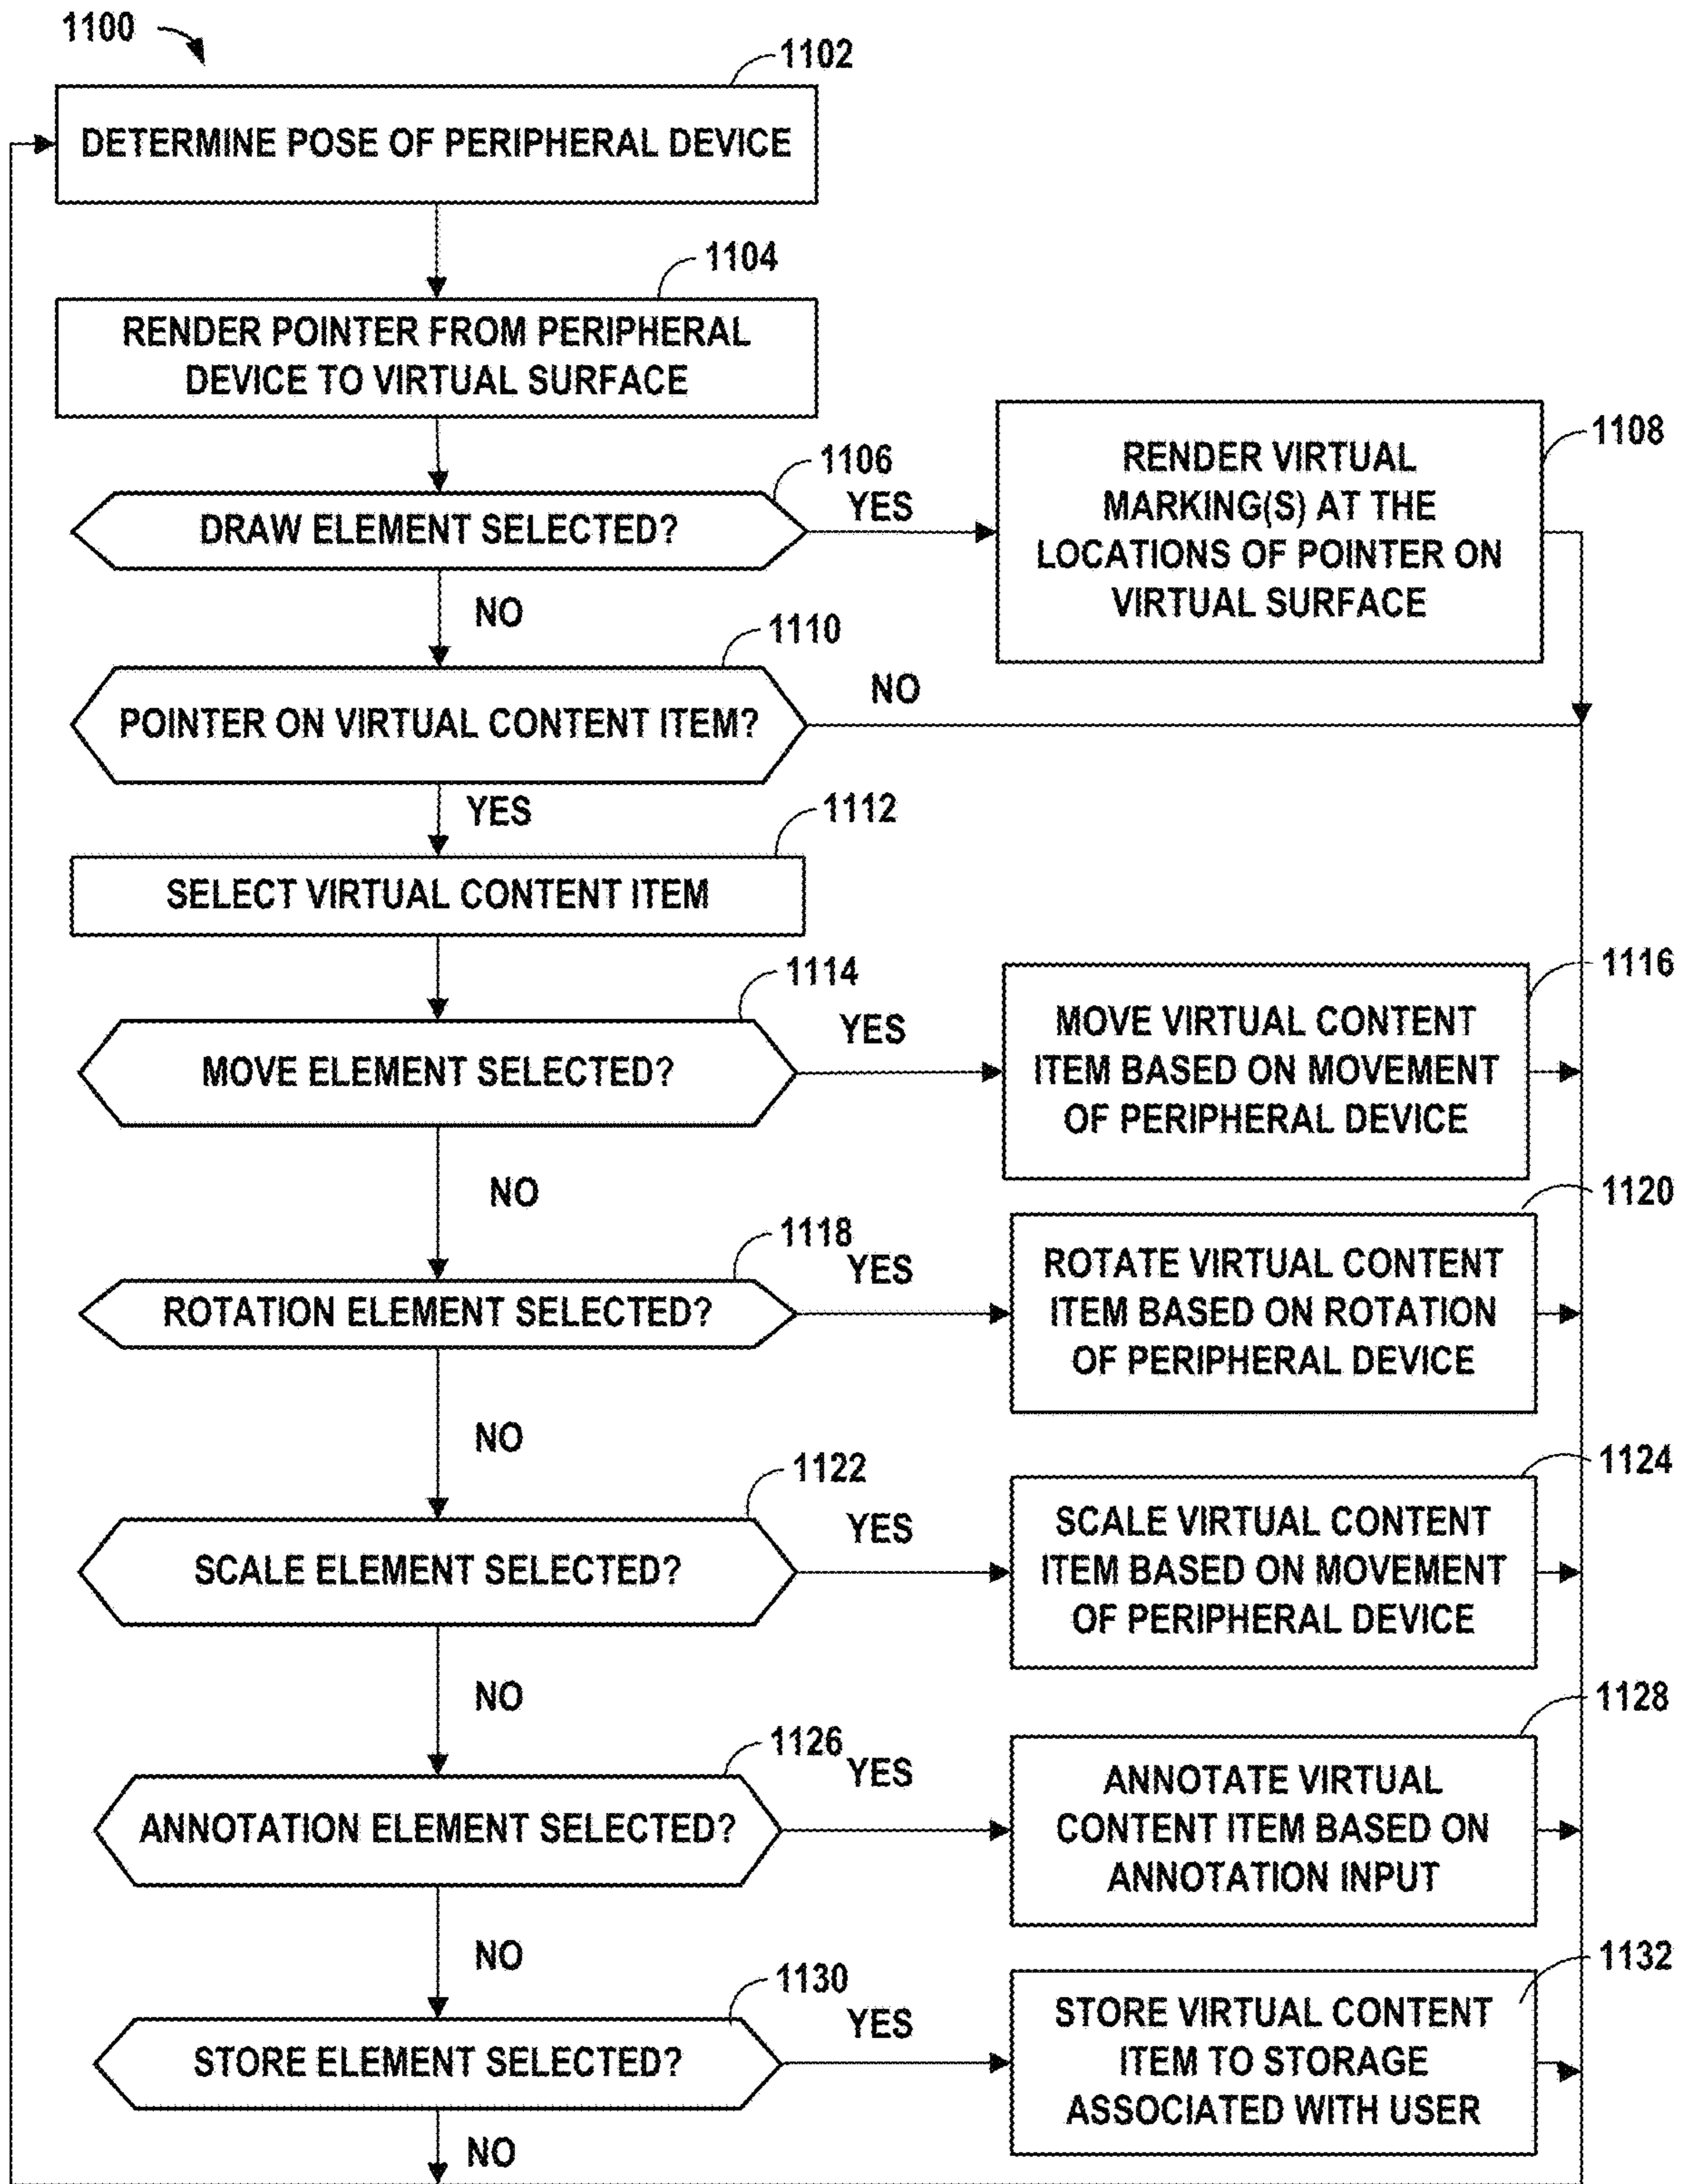 1100
1102
DETERMINE POSE OF PERIPHERAL DEVICE
1104
RENDER POINTER FROM PERIPHERAL
DEVICE TO VIRTUAL SURFACE
1106
DRAW ELEMENT SELECTED?
YES
1108
RENDER VIRTUAL
MARKING(S) AT THE
LOCATIONS OF POINTER ON
VIRTUAL SURFACE
NO
1110
POINTER ON VIRTUAL CONTENT ITEM?
NO
YES
1112
SELECT VIRTUAL CONTENT ITEM
1114
MOVE ELEMENT SELECTED?
YES
1116
MOVE VIRTUAL CONTENT
ITEM BASED ON MOVEMENT
OF PERIPHERAL DEVICE
NO
1118
ROTATION ELEMENT SELECTED?
YES
1120
ROTATE VIRTUAL CONTENT
ITEM BASED ON ROTATION
OF PERIPHERAL DEVICE
NO
1122
SCALE ELEMENT SELECTED?
YES
1124
SCALE VIRTUAL CONTENT
ITEM BASED ON MOVEMENT
OF PERIPHERAL DEVICE
NO
1126
ANNOTATION ELEMENT SELECTED?
YES
1128
ANNOTATE VIRTUAL
CONTENT ITEM BASED ON
ANNOTATION INPUT
NO
1130
STORE ELEMENT SELECTED?
YES
1132
STORE VIRTUAL CONTENT
ITEM TO STORAGE
ASSOCIATED WITH USER
NO